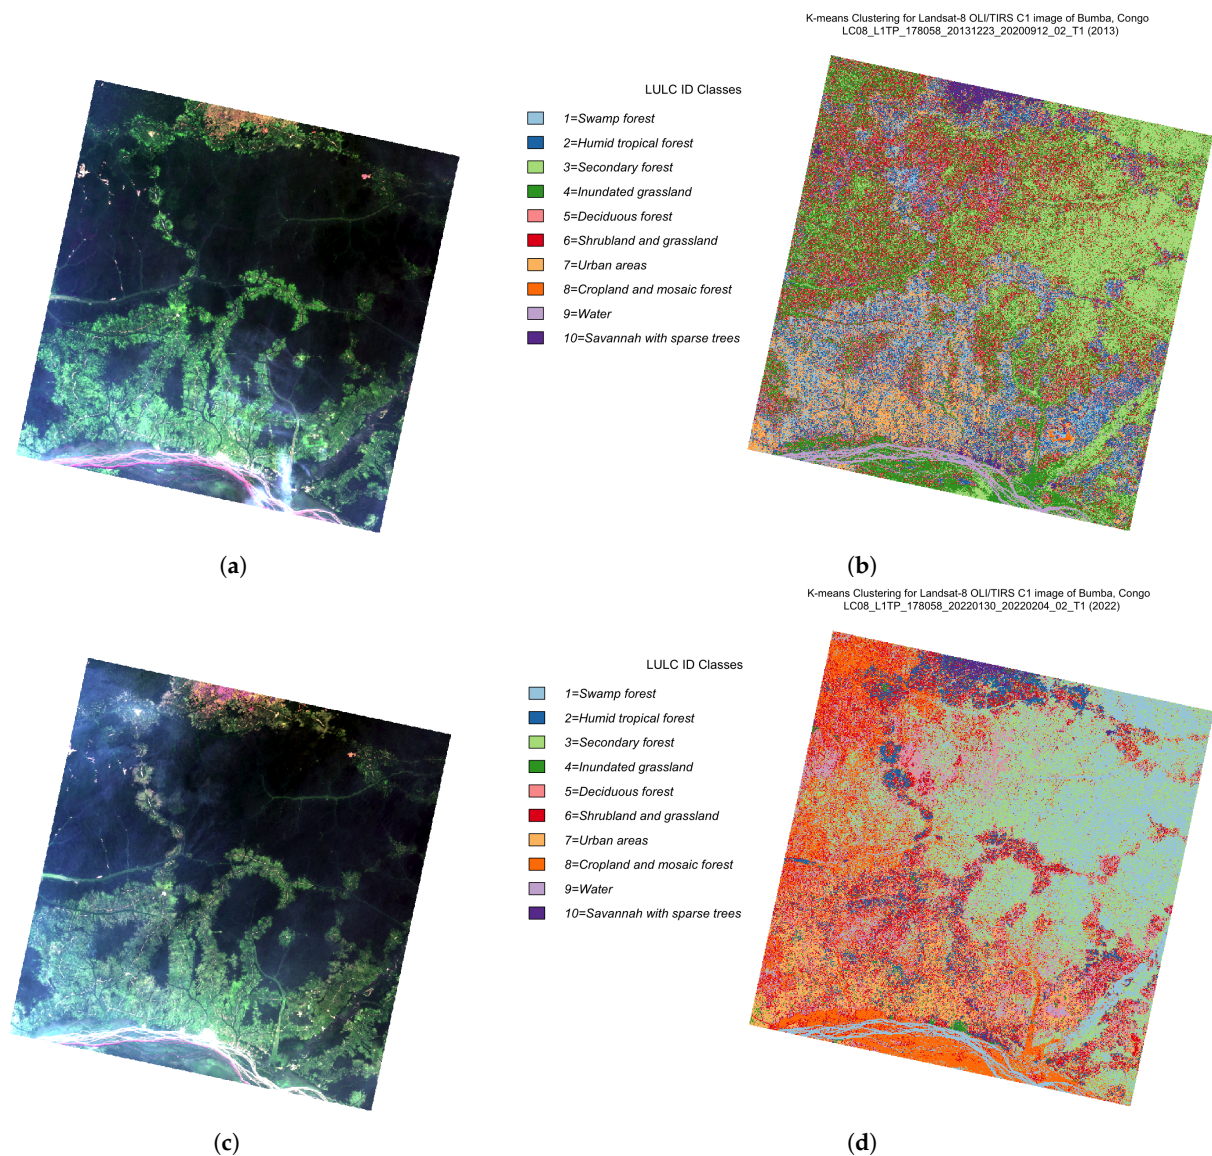 K-means Clustering for Landsat-8 OLI/TIRS C1 image of Bumba, Congo
LC08_L1TP_178058_20131223_20200912_02_T1 (2013)
LULC ID Classes
1=Swamp forest
2=Humid tropical forest
3=Secondary forest
4=Inundated grassland
5=Deciduous forest
6=Shrubland and grassland
7=Urban areas
8=Cropland and mosaic forest
9=Water
10=Savannah with sparse trees
(a)
(b)
K-means Clustering for Landsat-8 OLI/TIRS C1 image of Bumba, Congo
LC08_L1TP_178058_20220130_20220204_02_T1 (2022)
LULC ID Classes
1=Swamp forest
2=Humid tropical forest
3=Secondary forest
4=Inundated grassland
5=Deciduous forest
6=Shrubland and grassland
7=Urban areas
8=Cropland and mosaic forest
9=Water
10=Savannah with sparse trees
(c)
(d)